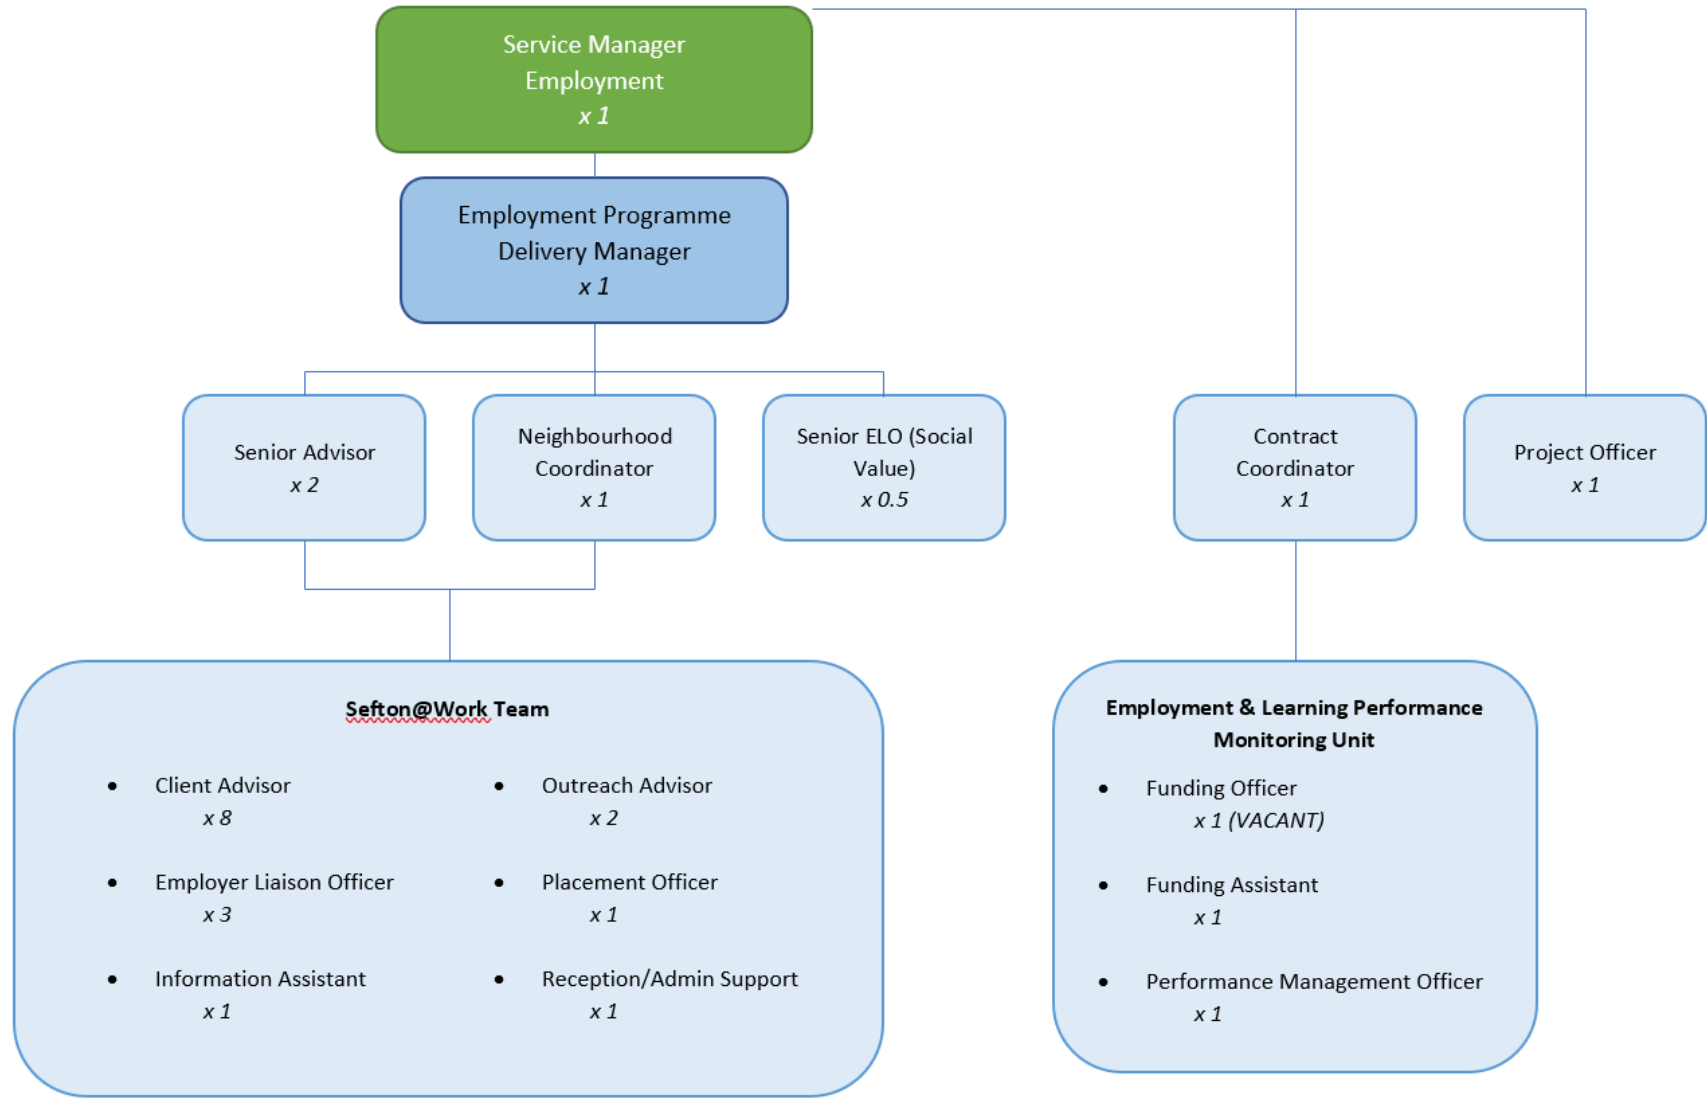 Service Manager
Employment
x 1
Employment Programme
Delivery Manager
x 1
Senior Advisor
x 2
Neighbourhood
Coordinator
x 1
Senior ELO (Social
Value)
x 0.5
Contract
Coordinator
x 1
Project Officer
x 1
Sefton@Work Team
• Client Advisor
x 8
• Employer Liaison Officer
x 3
• Information Assistant
x 1
• Outreach Advisor
x 2
• Placement Officer
x 1
• Reception/Admin Support
x 1
Employment & Learning Performance
Monitoring Unit
• Funding Officer
x 1 (VACANT)
• Funding Assistant
x 1
• Performance Management Officer
x 1